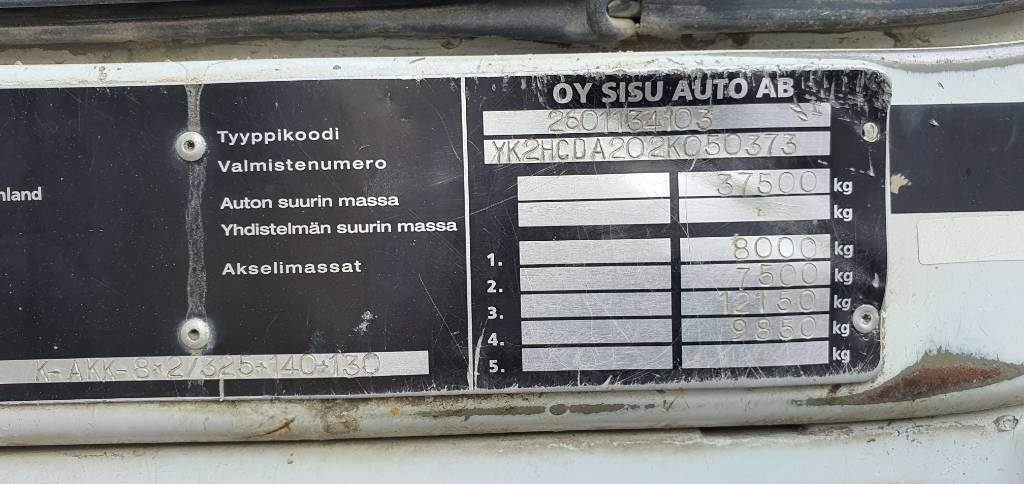 OY SISU AUTO AB
Tyyppikoodi 2601134103
Valmistenumero YK2HCDA202K050373
nland
Auton suurin massa 37500 kg
Yhdistelmän suurin massa kg
Akselimassat
1. 8000 kg
2. 7500 kg
3. 12150 kg
4. 9850 kg
5. kg
K-AKK-8×2/325+140+130